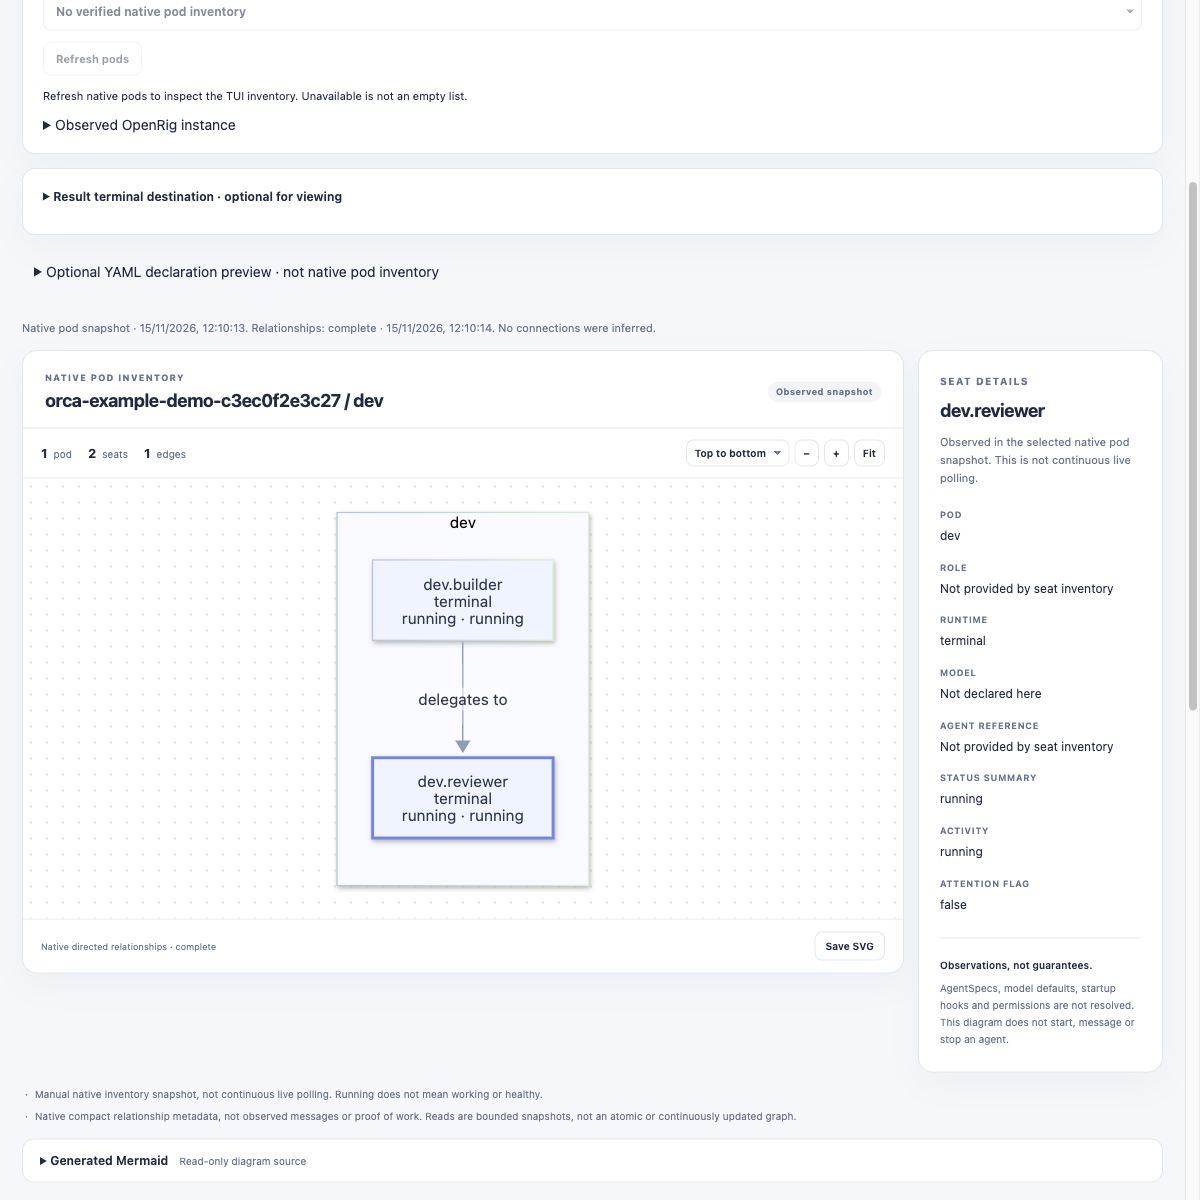 No verified native pod inventory
Refresh pods
Refresh native pods to inspect the TUI inventory. Unavailable is not an empty list.
Observed OpenRig instance
Result terminal destination · optional for viewing
Optional YAML declaration preview · not native pod inventory
Native pod snapshot · 15/11/2026, 12:10:13. Relationships: complete · 15/11/2026, 12:10:14. No connections were inferred.
NATIVE POD INVENTORY
orca-example-demo-c3ec0f2e3c27 / dev
Observed snapshot
1 pod 2 seats 1 edges
Top to bottom − + Fit
dev
dev.builder
terminal
running · running
delegates to
dev.reviewer
terminal
running · running
Native directed relationships · complete
Save SVG
SEAT DETAILS
dev.reviewer
Observed in the selected native pod
snapshot. This is not continuous live
polling.
POD
dev
ROLE
Not provided by seat inventory
RUNTIME
terminal
MODEL
Not declared here
AGENT REFERENCE
Not provided by seat inventory
STATUS SUMMARY
running
ACTIVITY
running
ATTENTION FLAG
false
Observations, not guarantees.
AgentSpecs, model defaults, startup
hooks and permissions are not resolved.
This diagram does not start, message or
stop an agent.
· Manual native inventory snapshot, not continuous live polling. Running does not mean working or healthy.
· Native compact relationship metadata, not observed messages or proof of work. Reads are bounded snapshots, not an atomic or continuously updated graph.
Generated Mermaid Read-only diagram source